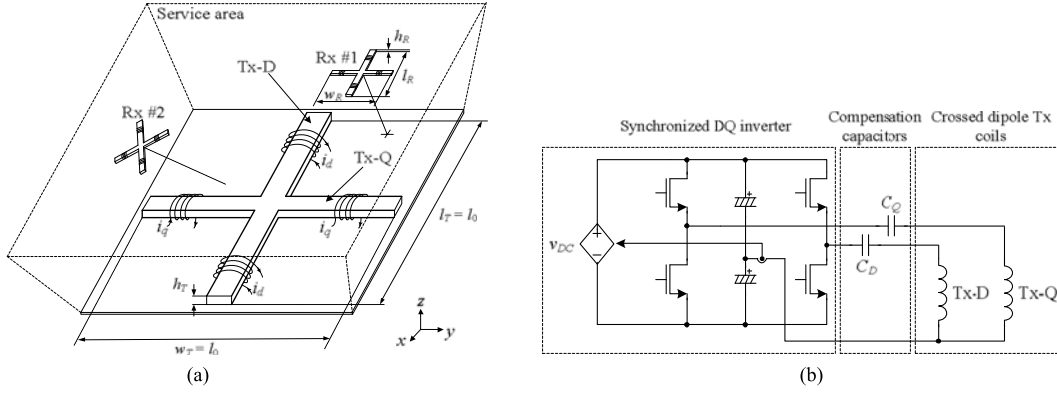 Service area
Tx-D
Rx #1
h_R
l_R
w_R
Rx #2
Tx-Q
i_d
i_q
i_q
i_d
h_T
l_T = l_0
w_T = l_0
z
y
x
(a)
Synchronized DQ inverter
Compensation
capacitors
Crossed dipole Tx
coils
v_DC
+
−
+
+
C_Q
C_D
Tx-D
Tx-Q
(b)